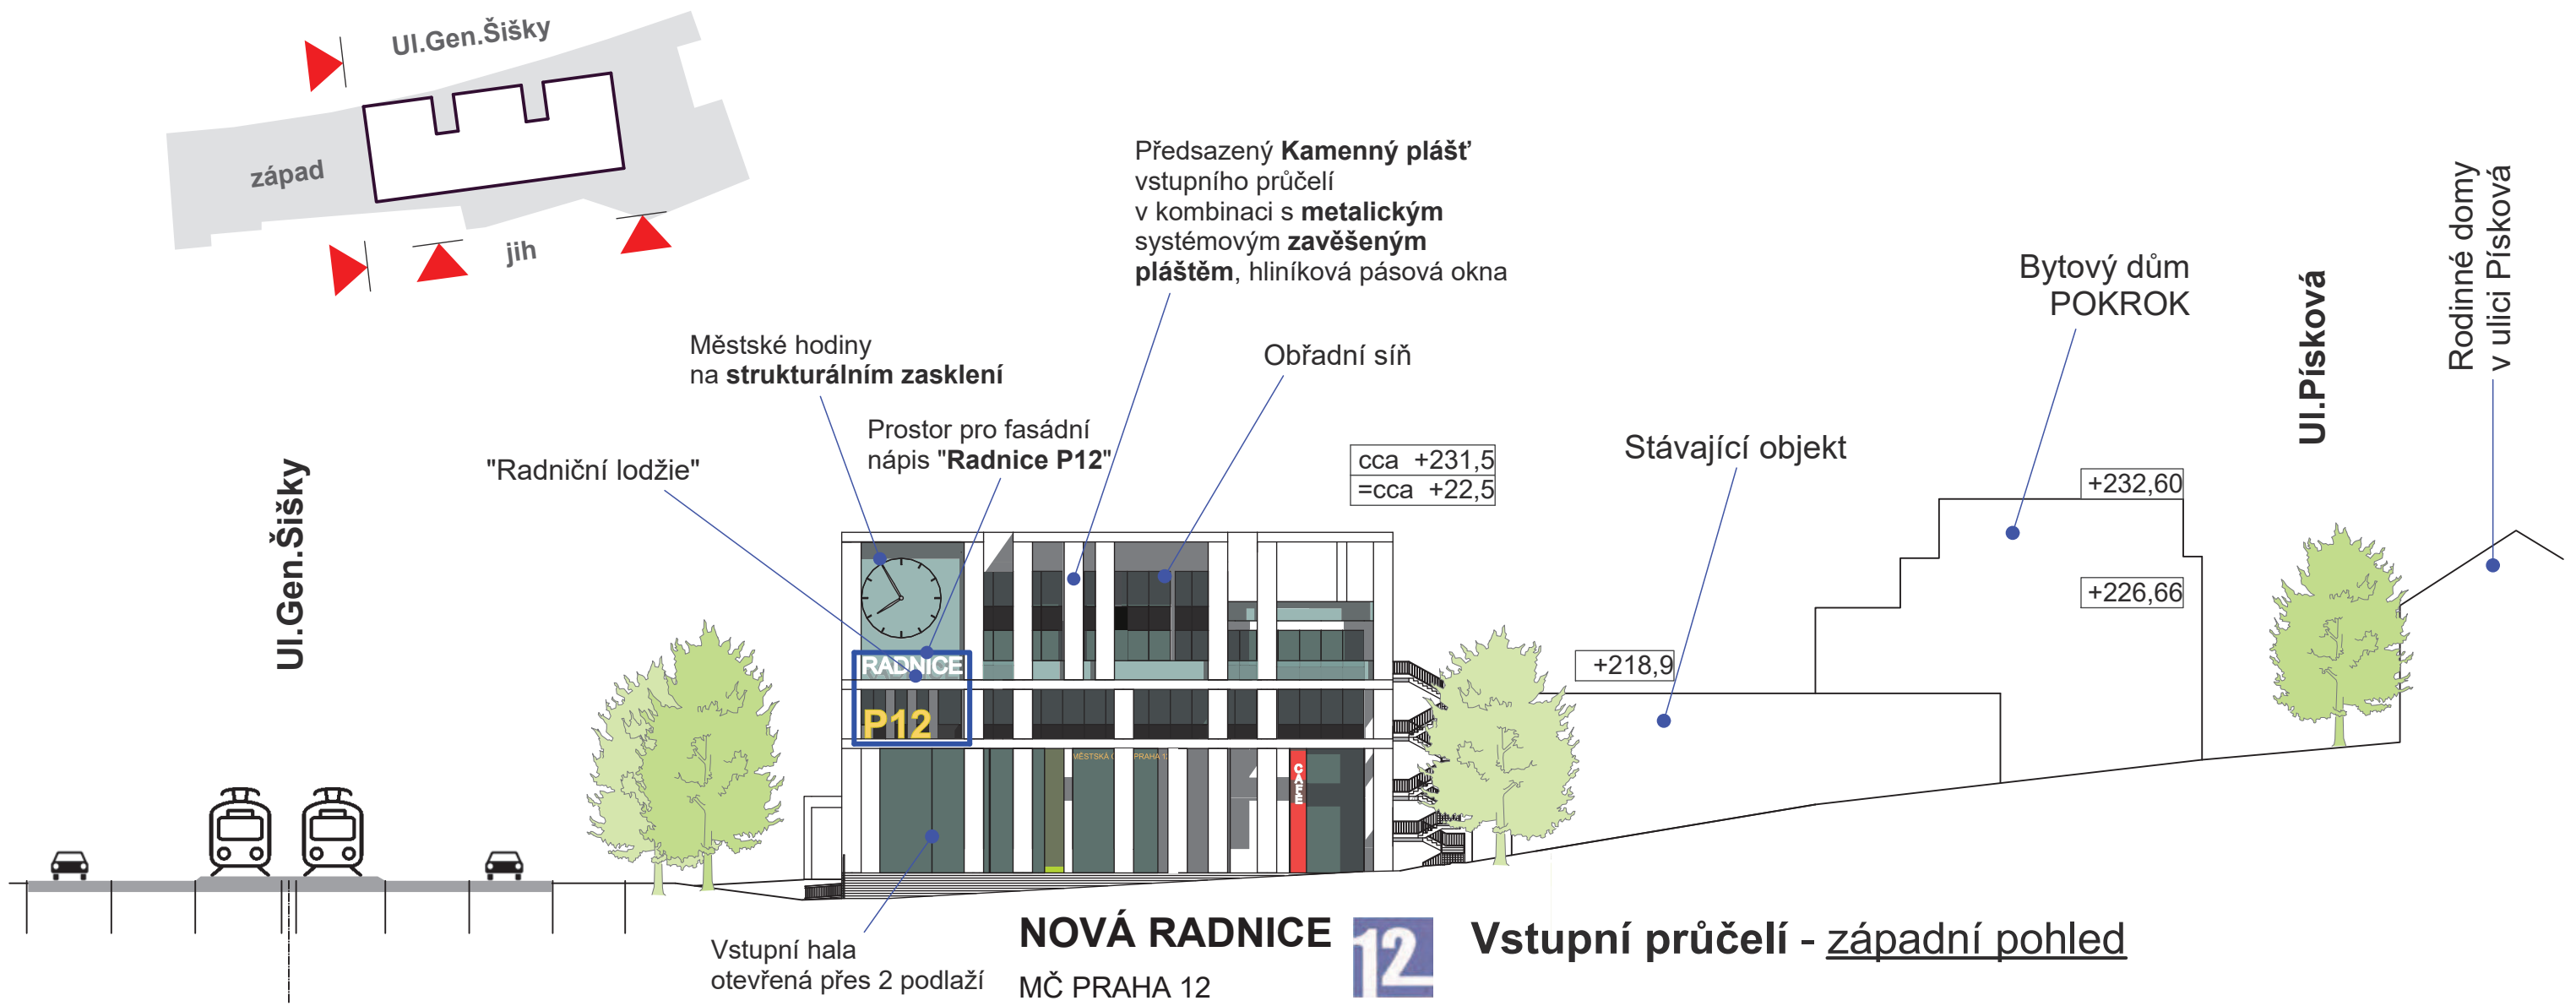 Ul.Gen.Šišky
západ
jih
Předsazený Kamenný plášť
vstupního průčelí
v kombinaci s metalickým
systémovým zavěšeným
pláštěm, hliníková pásová okna
Městské hodiny
na strukturálním zasklení
Obřadní síň
Prostor pro fasádní
nápis "Radnice P12"
"Radniční lodžie"
cca +231,5
=cca +22,5
Stávající objekt
Bytový dům
POKROK
Ul.Písková
Rodinné domy
v ulici Písková
Ul.Gen.Šišky
+232,60
+226,66
+218,9
RADNICE
P12
MĚSTSKÁ
PRAHA 12
CAFE
Vstupní hala
otevřená přes 2 podlaží
NOVÁ RADNICE
MČ PRAHA 12
12
Vstupní průčelí - západní pohled